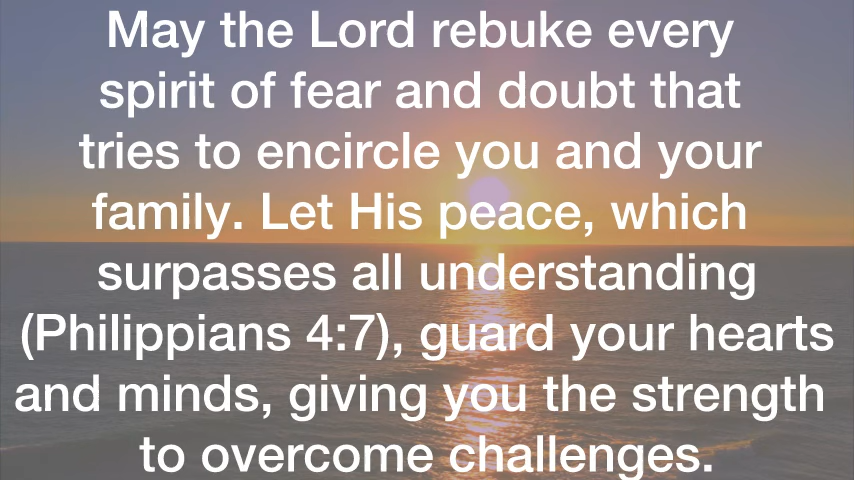 May the Lord rebuke every
spirit of fear and doubt that
tries to encircle you and your
family. Let His peace, which
surpasses all understanding
(Philippians 4:7), guard your hearts
and minds, giving you the strength
to overcome challenges.